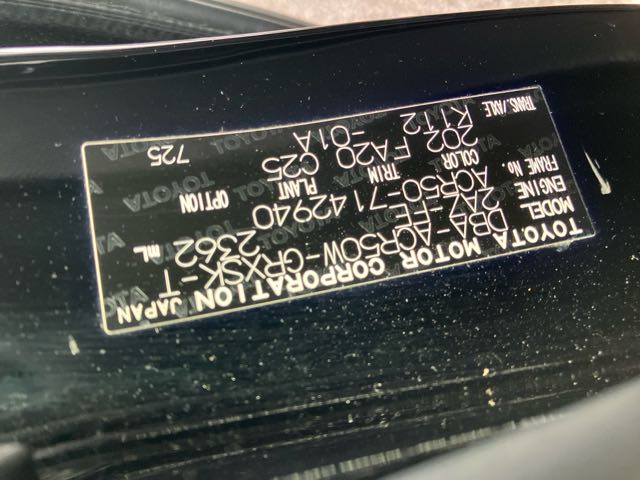 TOYOTA MOTOR CORPORATION JAPAN
MODEL DBA-ACR50W-GRXSK-T
ENGINE 2AZ-FE 2362 mL
FRAME No. ACR50-7142940
COLOR TRIM PLANT OPTION
202 FA20 C25 725
TRANS./AXLE K112 -01A